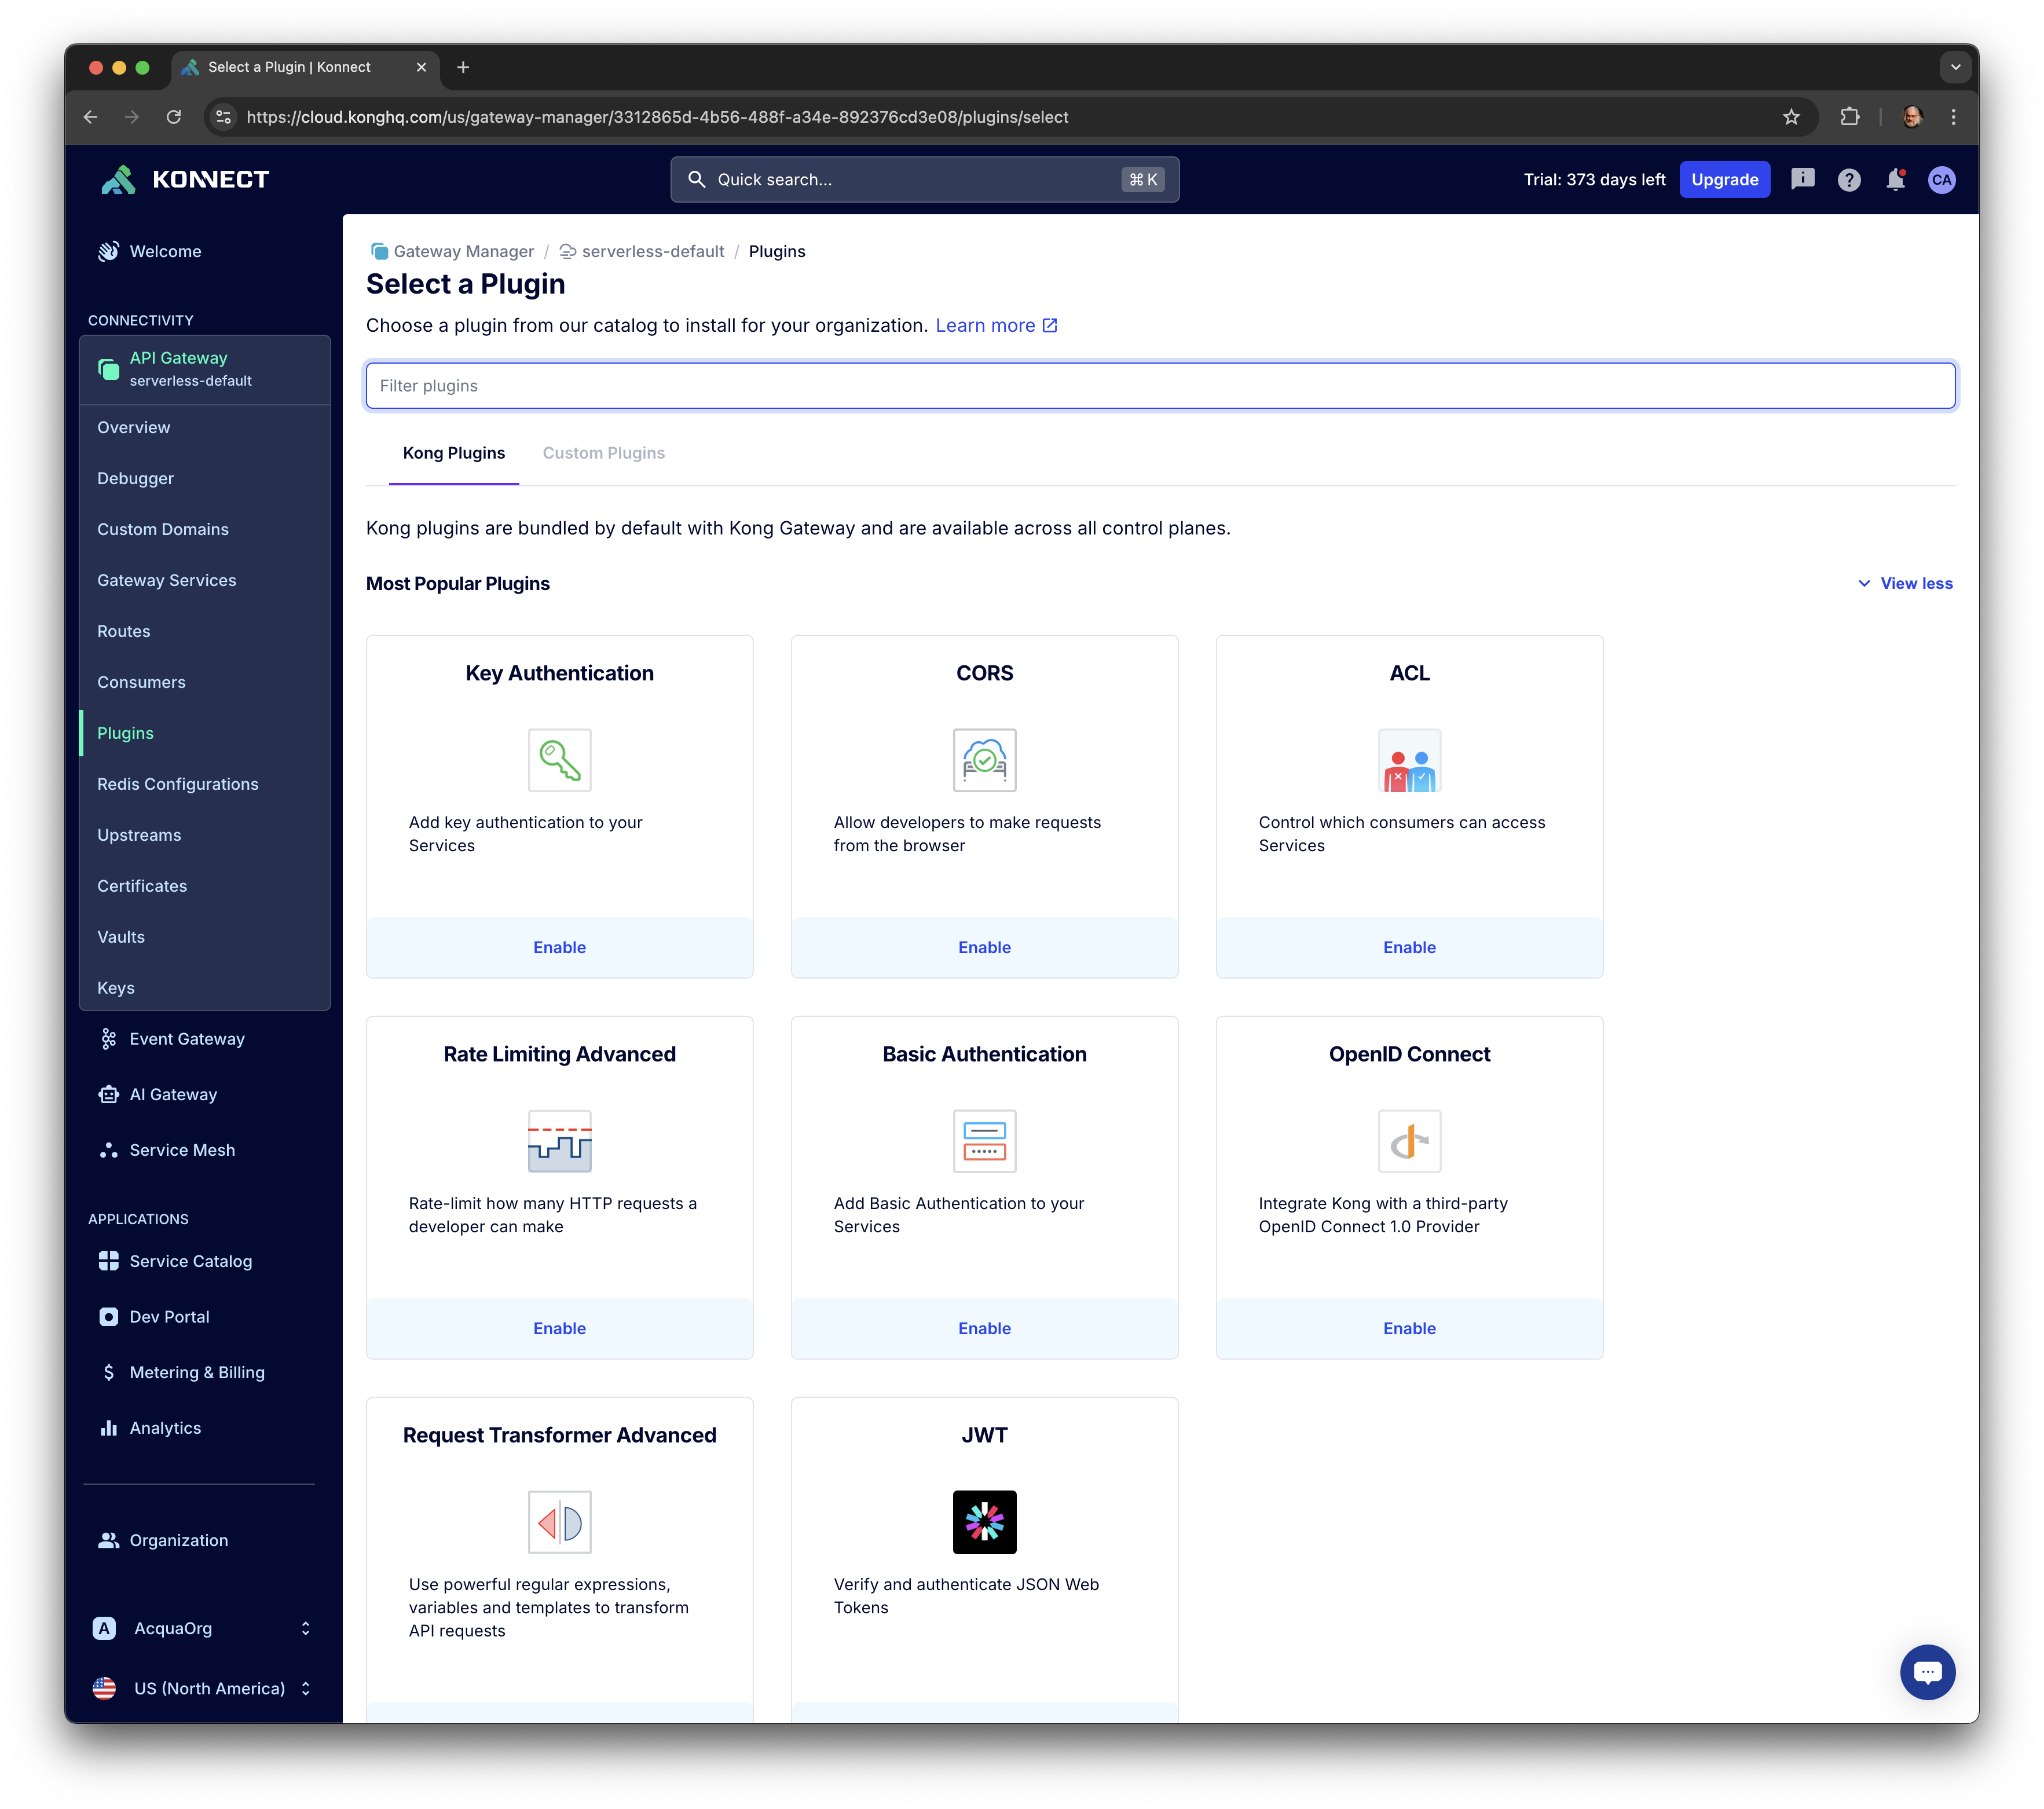 Select a Plugin | Konnect
https://cloud.konghq.com/us/gateway-manager/3312865d-4b56-488f-a34e-892376cd3e08/plugins/select
KONNECT
Quick search...
⌘ K
Trial: 373 days left
Upgrade
CA
Welcome
CONNECTIVITY
API Gateway
serverless-default
Overview
Debugger
Custom Domains
Gateway Services
Routes
Consumers
Plugins
Redis Configurations
Upstreams
Certificates
Vaults
Keys
Event Gateway
AI Gateway
Service Mesh
APPLICATIONS
Service Catalog
Dev Portal
Metering & Billing
Analytics
Organization
A AcquaOrg
US (North America)
Gateway Manager / serverless-default / Plugins
Select a Plugin
Choose a plugin from our catalog to install for your organization. Learn more
Filter plugins
Kong Plugins
Custom Plugins
Kong plugins are bundled by default with Kong Gateway and are available across all control planes.
Most Popular Plugins
View less
Key Authentication
Add key authentication to your
Services
Enable
CORS
Allow developers to make requests
from the browser
Enable
ACL
Control which consumers can access
Services
Enable
Rate Limiting Advanced
Rate-limit how many HTTP requests a
developer can make
Enable
Basic Authentication
Add Basic Authentication to your
Services
Enable
OpenID Connect
Integrate Kong with a third-party
OpenID Connect 1.0 Provider
Enable
Request Transformer Advanced
Use powerful regular expressions,
variables and templates to transform
API requests
JWT
Verify and authenticate JSON Web
Tokens